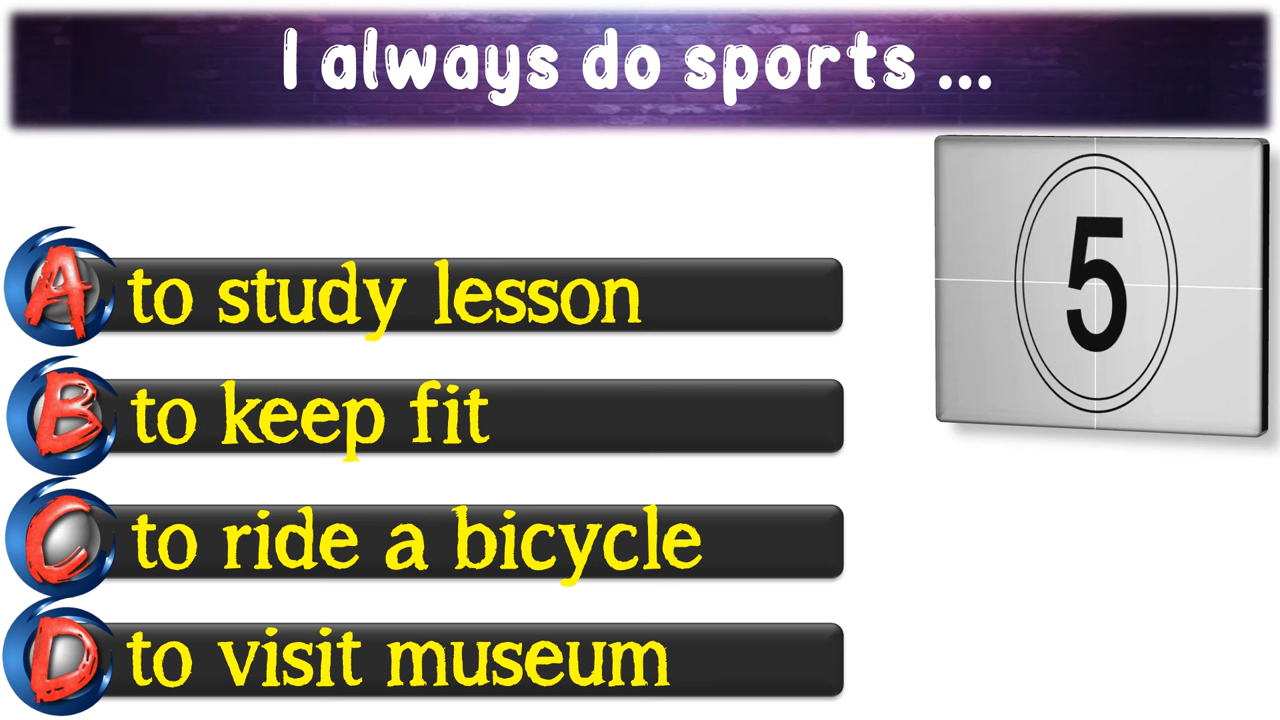 I always do sports ...
5
A to study lesson
B to keep fit
C to ride a bicycle
D to visit museum